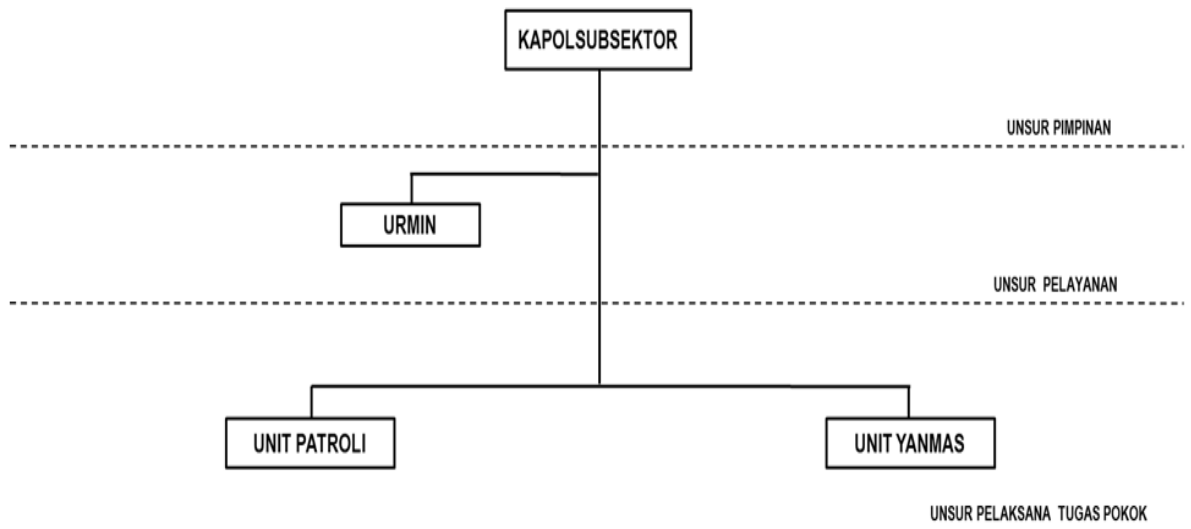 KAPOLSUBSEKTOR
UNSUR PIMPINAN
URMIN
UNSUR PELAYANAN
UNIT PATROLI
UNIT YANMAS
UNSUR PELAKSANA TUGAS POKOK